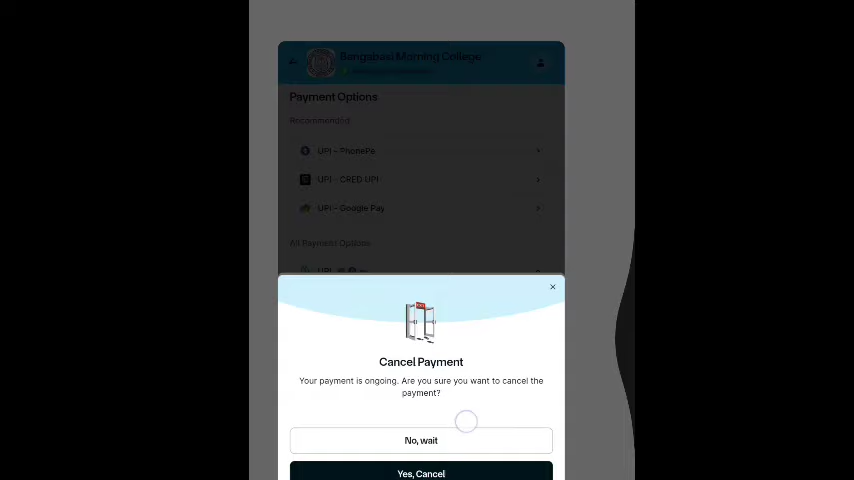 Bangabasi Morning College
Payment Options
Recommended
UPI - PhonePe
UPI - CRED UPI
UPI - Google Pay
All Payment Options
UPI
Cancel Payment
Your payment is ongoing. Are you sure you want to cancel the
payment?
No, wait
Yes, Cancel